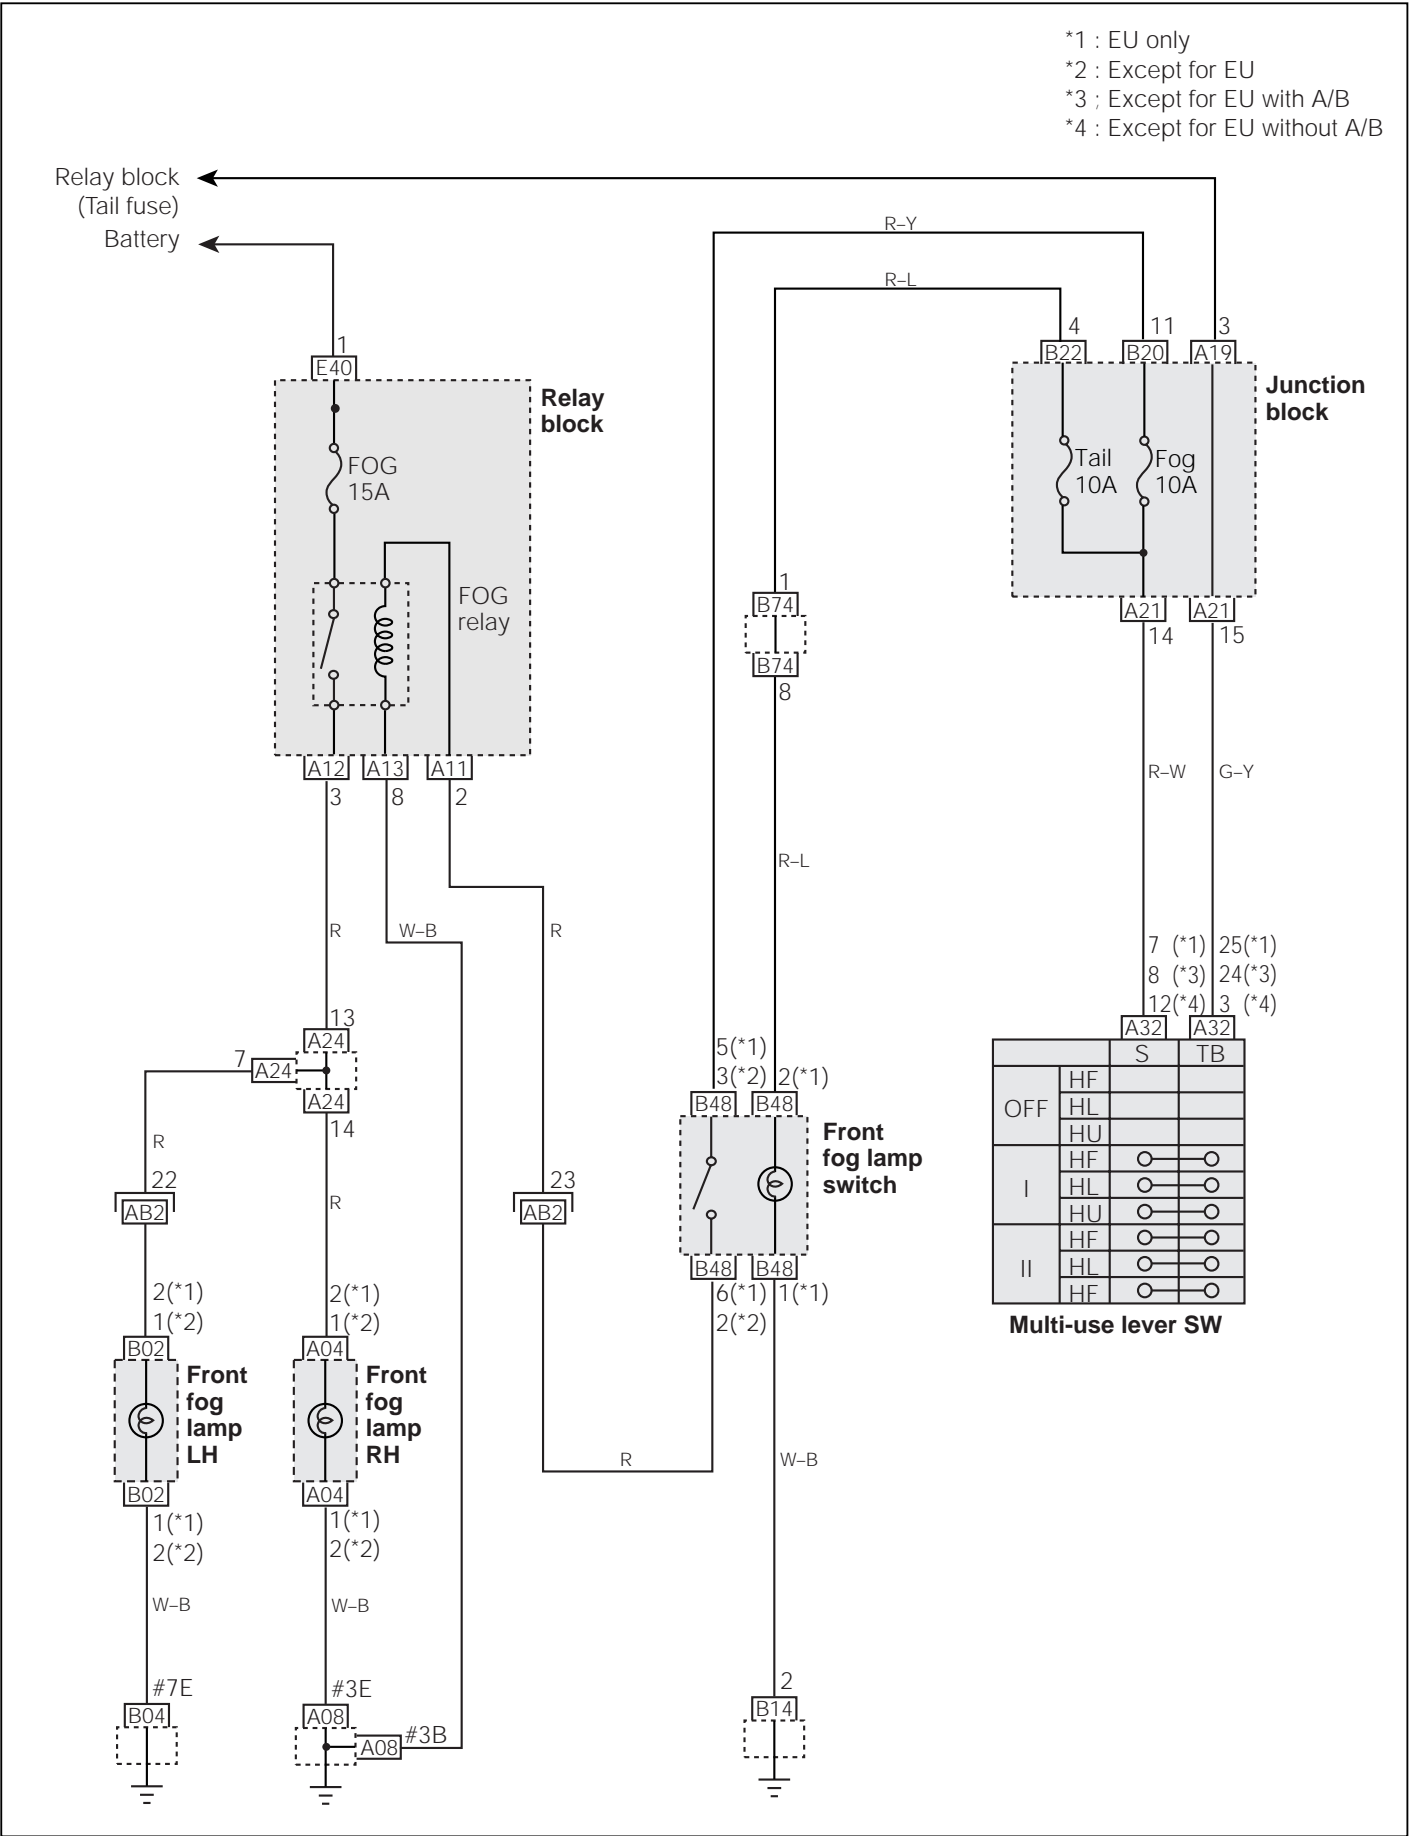 *1 : EU only
*2 : Except for EU
*3 ; Except for EU with A/B
*4 : Except for EU without A/B
Relay block
(Tail fuse)
Battery
R–Y
R–L
4
11
3
B22
B20
A19
Junction
block
Tail
10A
Fog
10A
A21
A21
14
15
1
E40
Relay
block
FOG
15A
FOG
relay
A12
A13
A11
3
8
2
1
B74
B74
8
R–W
G–Y
R–L
R
W–B
R
7 (*1)
25(*1)
8 (*3)
24(*3)
12(*4)
3 (*4)
A32
A32
S
TB
OFF
HF
HL
HU
I
HF
HL
HU
II
HF
HL
HF
Multi-use lever SW
13
A24
7
A24
A24
14
R
R
22
AB2
23
AB2
5(*1)
3(*2)
2(*1)
B48
B48
Front
fog lamp
switch
B48
B48
6(*1)
1(*1)
2(*2)
2(*1)
1(*2)
2(*1)
1(*2)
B02
A04
Front
fog
lamp
LH
Front
fog
lamp
RH
B02
A04
1(*1)
2(*2)
1(*1)
2(*2)
R
W–B
W–B
W–B
#7E
B04
#3E
A08
A08
#3B
2
B14